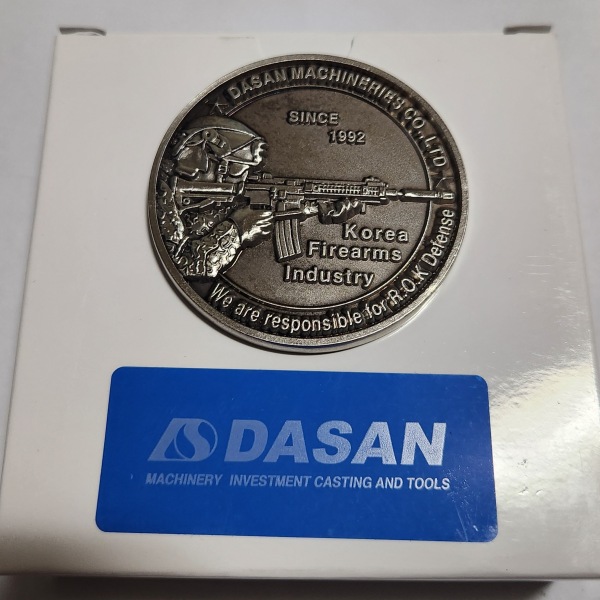 DASAN MACHINERIES CO., LTD
SINCE
1992
Korea
Firearms
Industry
We are responsible for R.O.K Defense
DASAN
MACHINERY INVESTMENT CASTING AND TOOLS